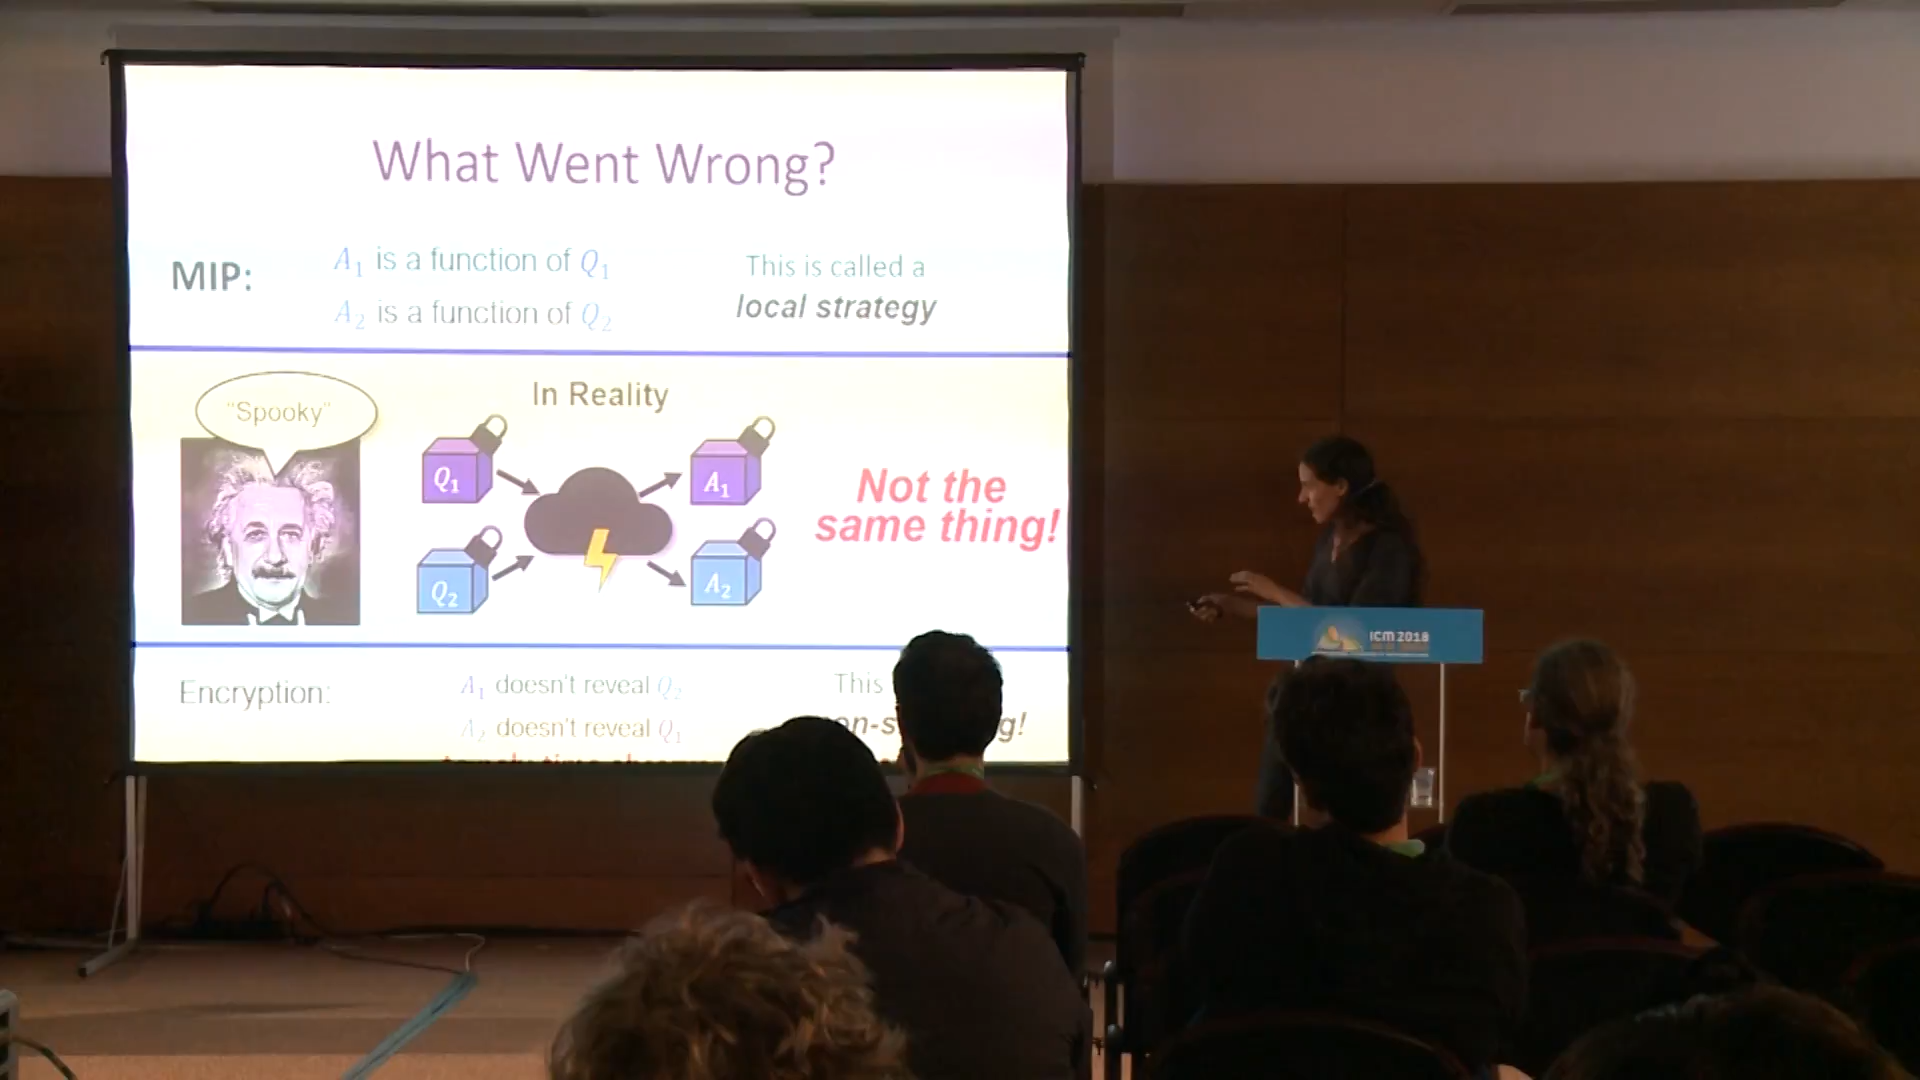 What Went Wrong?
MIP:
A₁ is a function of Q₁
A₂ is a function of Q₂
This is called a
local strategy
In Reality
"Spooky"
Q₁
A₁
Q₂
A₂
Not the
same thing!
Encryption:
A₁ doesn't reveal Q₂
A₂ doesn't reveal Q₁
This
icm 2018